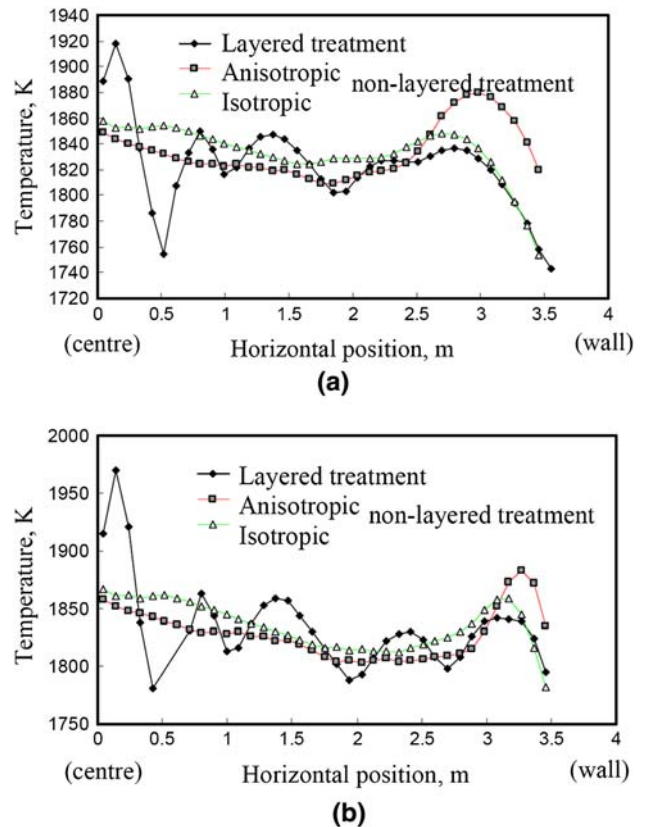 1940
1920
1900
1880
1860
1840
1820
1800
1780
1760
1740
1720
Temperature, K
Layered treatment
Anisotropic
non-layered treatment
Isotropic
0 0.5 1 1.5 2 2.5 3 3.5 4
(centre) Horizontal position, m (wall)
(a)
2000
1950
1900
1850
1800
1750
Temperature, K
Layered treatment
Anisotropic
non-layered treatment
Isotropic
0 0.5 1 1.5 2 2.5 3 3.5 4
(centre) Horizontal position, m (wall)
(b)